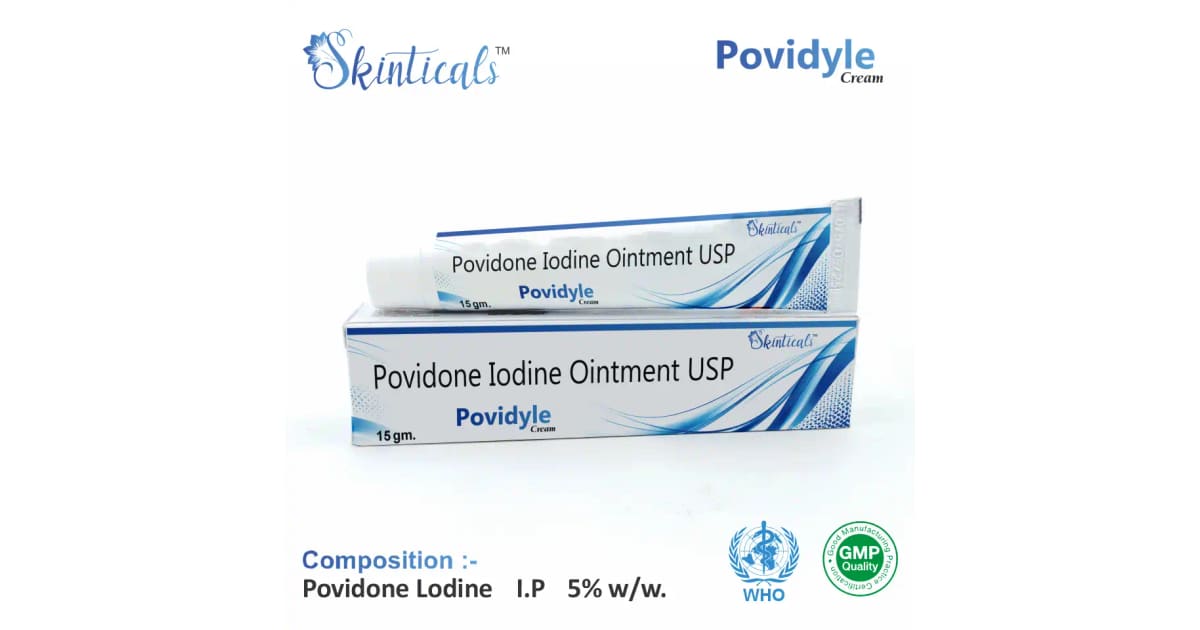 Skinticals™
Povidyle
Cream
Skinticals™
Povidone Iodine Ointment USP
Povidyle
Cream
15 gm.
Skinticals™
Povidone Iodine Ointment USP
Povidyle
Cream
15 gm.
Composition :-
Povidone Lodine I.P 5% w/w.
WHO
Good Manufacturing Practice Certification
GMP
Quality